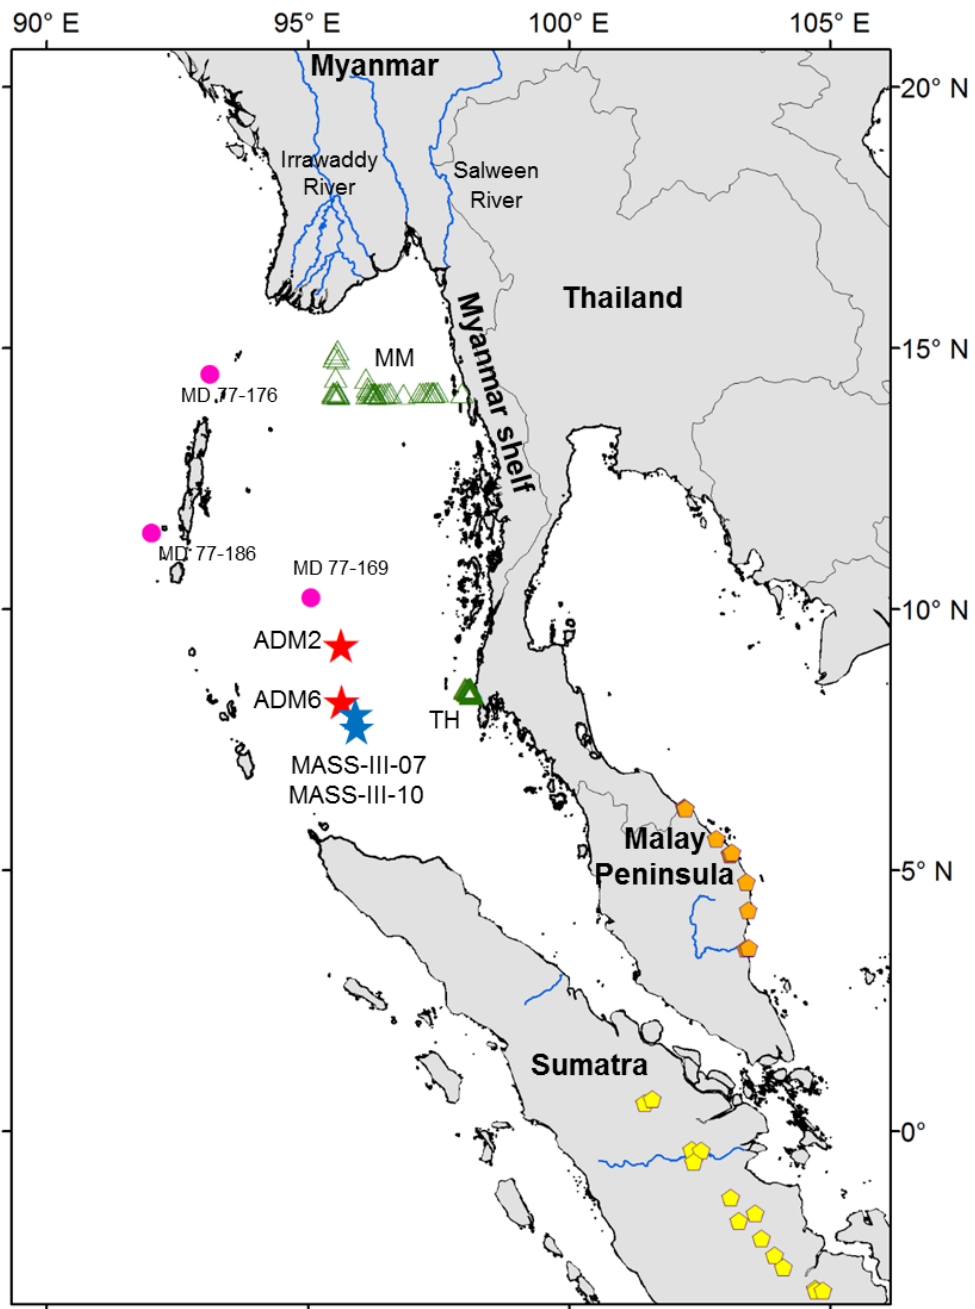 90° E
95° E
100° E
105° E
Myanmar
20° N
Irrawaddy
River
Salween
River
Thailand
Myanmar shelf
15° N
MM
MD 77-176
MD 77-186
MD 77-169
10° N
ADM2
ADM6
TH
MASS-III-07
MASS-III-10
Malay
Peninsula
5° N
Sumatra
0°